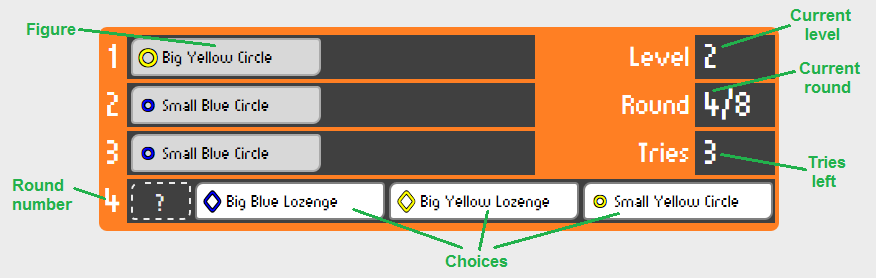 Figure
Current
level
1 Big Yellow Circle Level 2
Current
round
2 Small Blue Circle Round 4/8
3 Small Blue Circle Tries 3
Tries
left
Round
number
4 ? Big Blue Lozenge Big Yellow Lozenge Small Yellow Circle
Choices